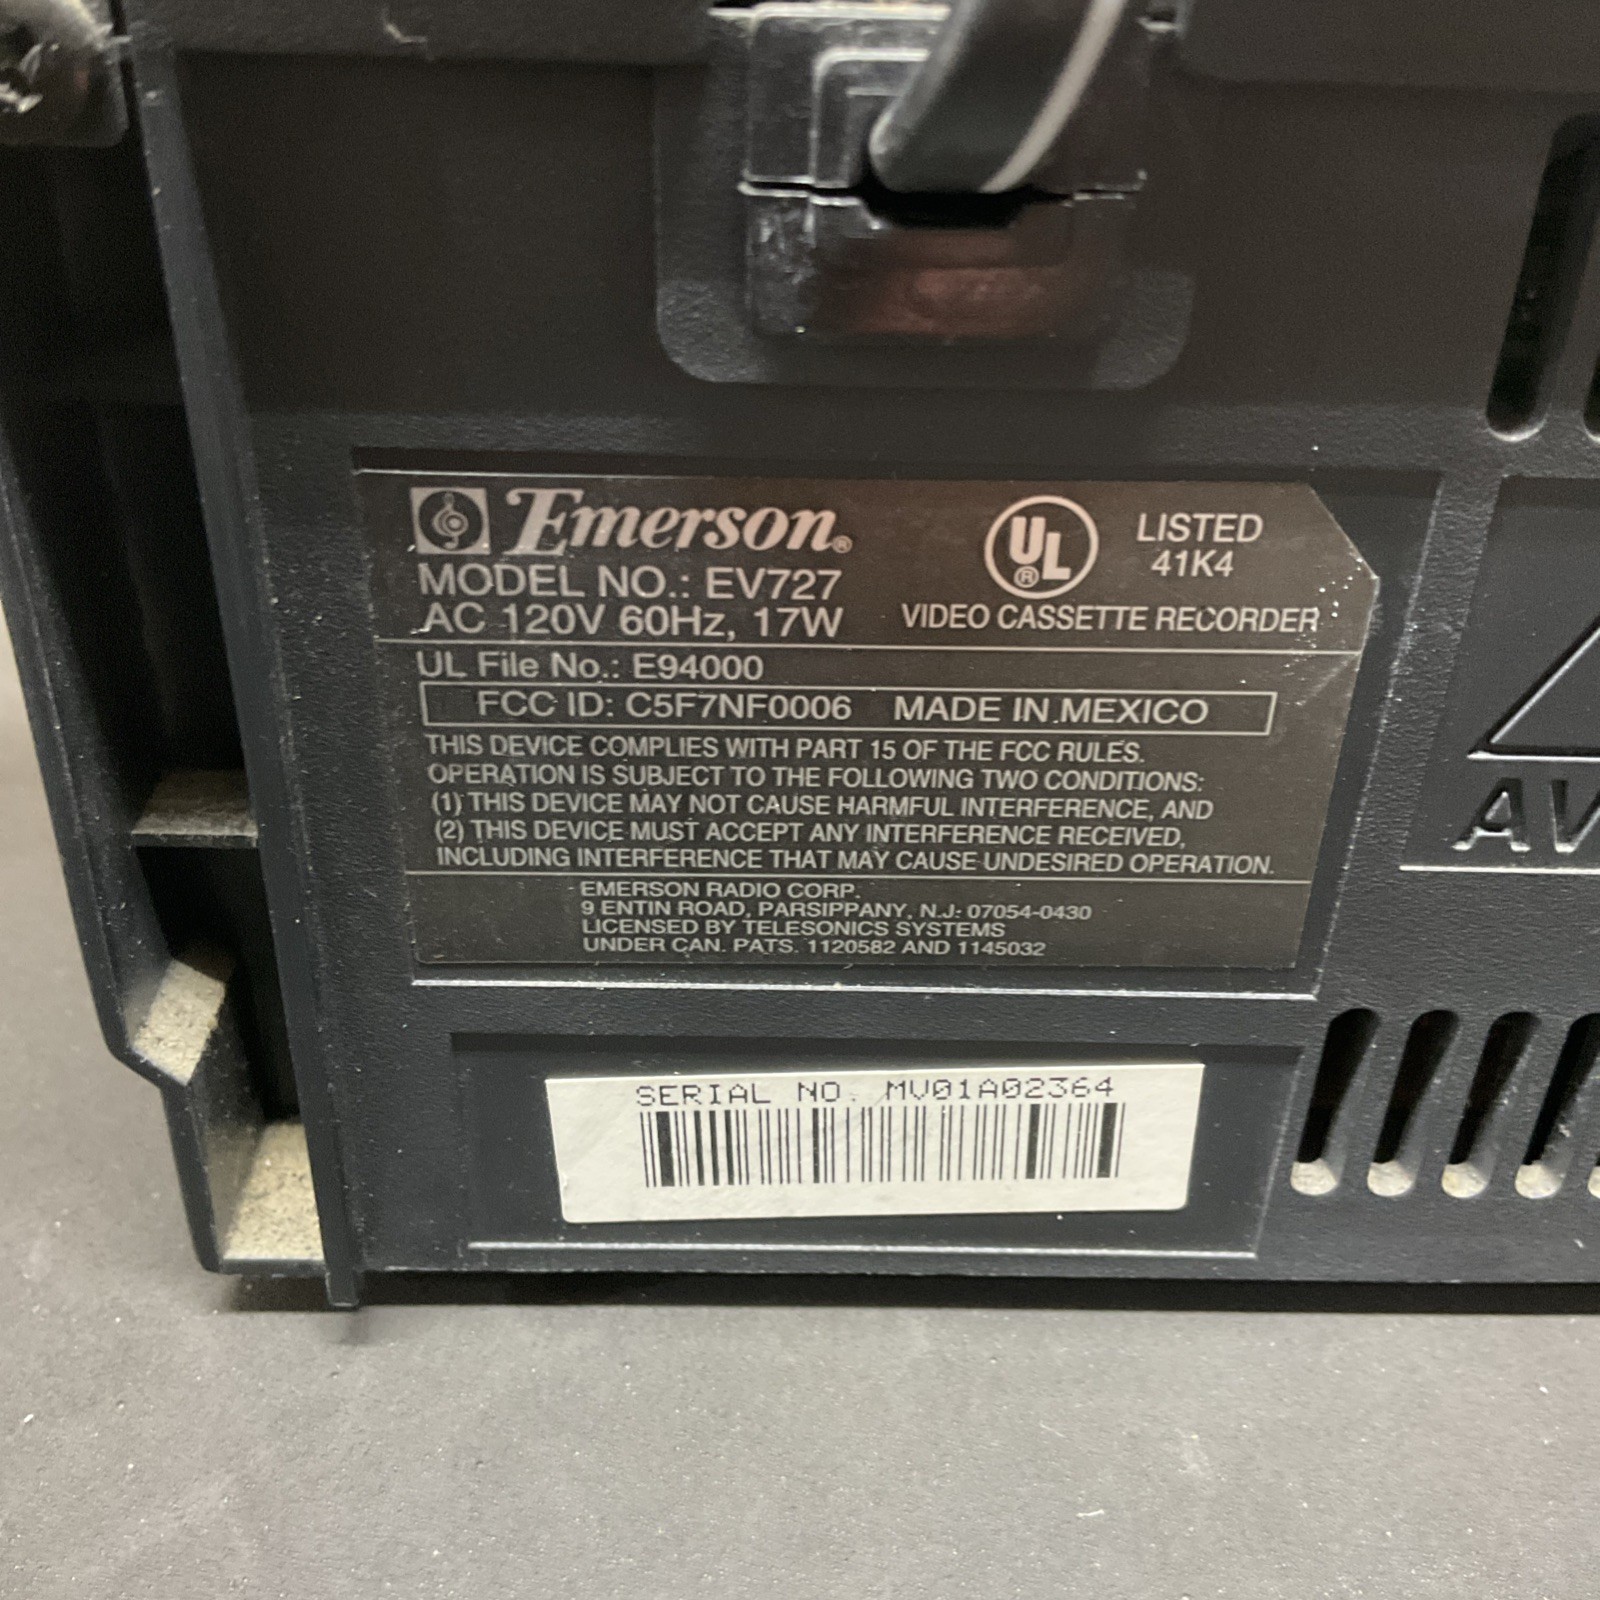 Emerson®
MODEL NO.: EV727
AC 120V 60Hz, 17W
UL ®
LISTED
41K4
VIDEO CASSETTE RECORDER
UL File No.: E94000
FCC ID: C5F7NF0006 MADE IN MEXICO
THIS DEVICE COMPLIES WITH PART 15 OF THE FCC RULES.
OPERATION IS SUBJECT TO THE FOLLOWING TWO CONDITIONS:
(1) THIS DEVICE MAY NOT CAUSE HARMFUL INTERFERENCE, AND
(2) THIS DEVICE MUST ACCEPT ANY INTERFERENCE RECEIVED,
INCLUDING INTERFERENCE THAT MAY CAUSE UNDESIRED OPERATION.
EMERSON RADIO CORP.
9 ENTIN ROAD, PARSIPPANY, N.J. 07054-0430
LICENSED BY TELESONICS SYSTEMS
UNDER CAN. PATS. 1120582 AND 1145032
SERIAL NO. MV01A02364
AV